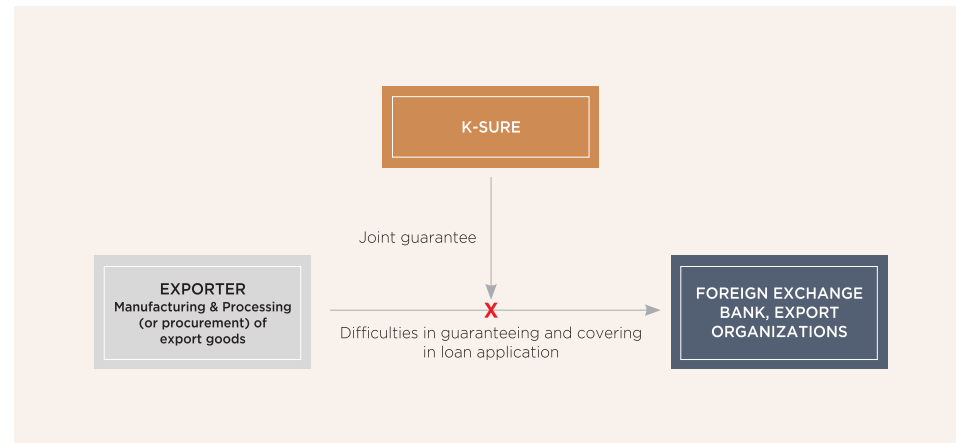 K-SURE
Joint guarantee
EXPORTER
Manufacturing & Processing
(or procurement) of
export goods
X
Difficulties in guaranteeing and covering
in loan application
FOREIGN EXCHANGE
BANK, EXPORT
ORGANIZATIONS